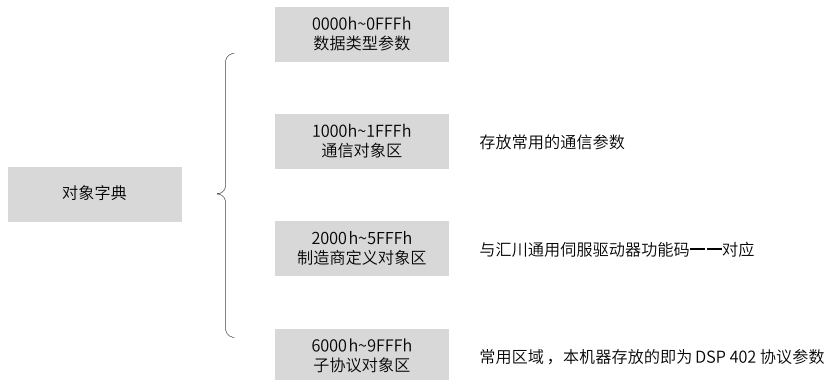 0000h~0FFFh
数据类型参数
1000h~1FFFh
通信对象区
存放常用的通信参数
对象字典
2000h~5FFFh
制造商定义对象区
与汇川通用伺服驱动器功能码一一对应
6000h~9FFFh
子协议对象区
常用区域，本机器存放的即为 DSP 402 协议参数